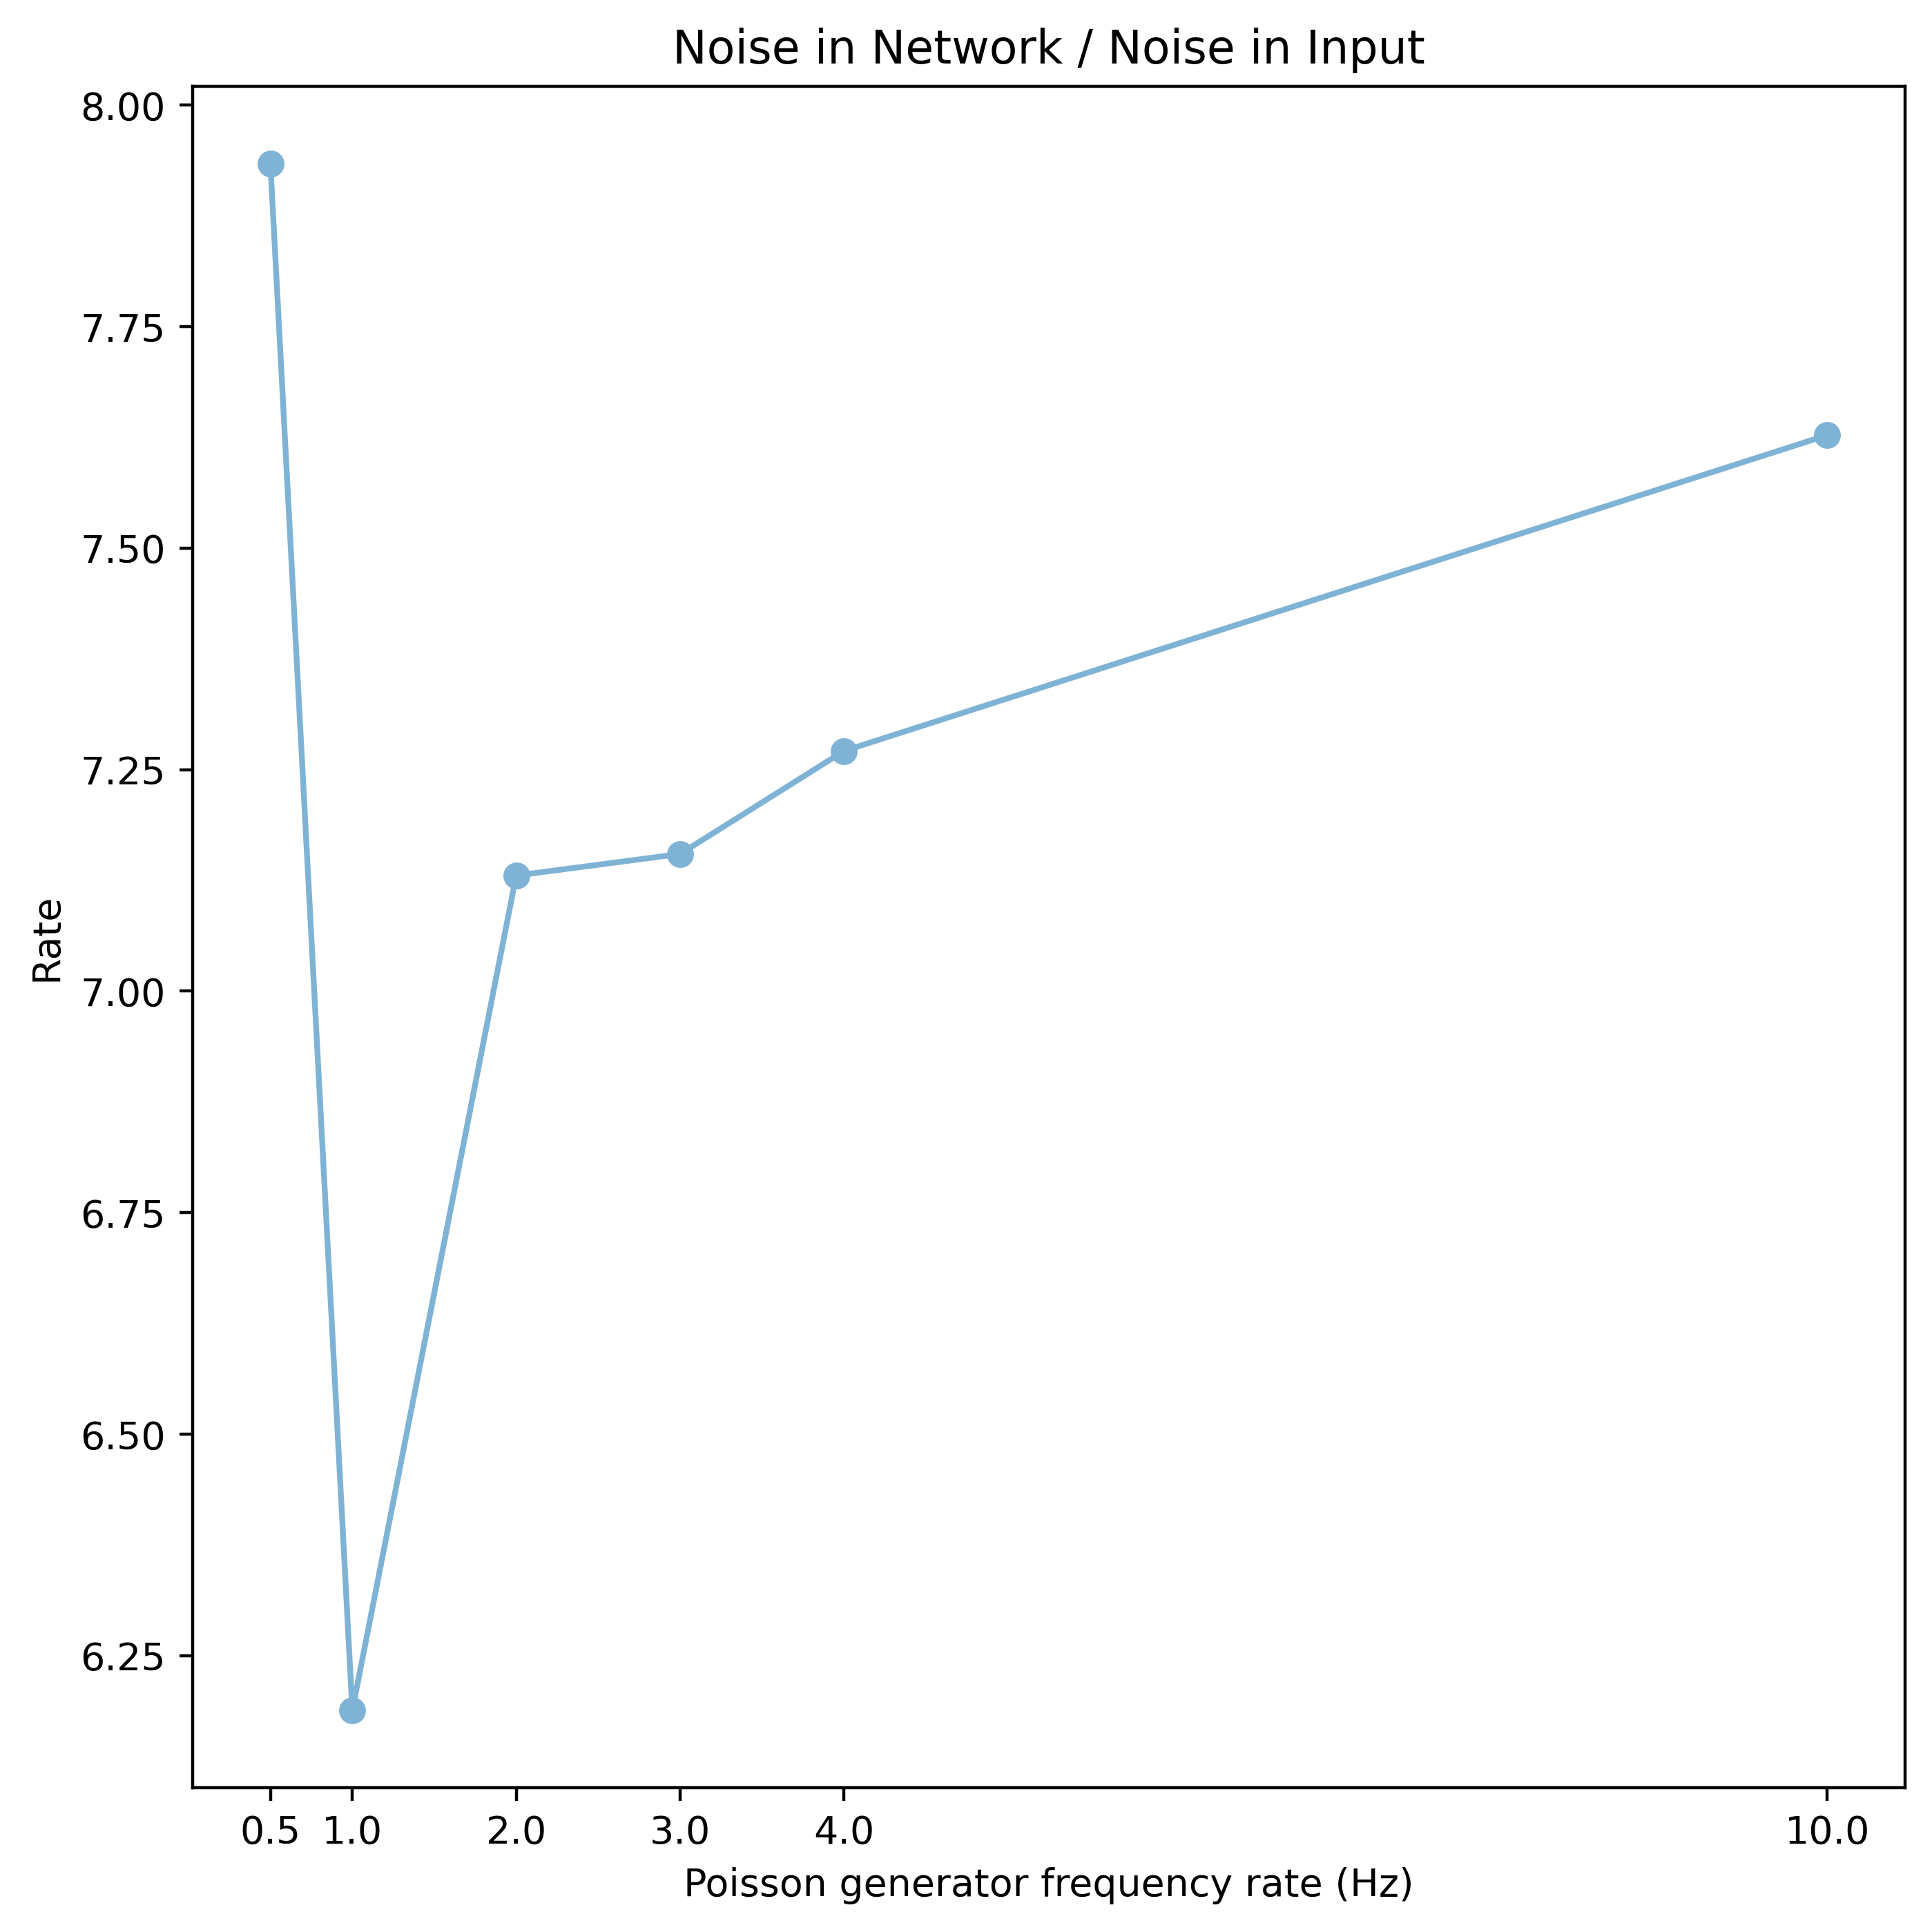 Noise in Network / Noise in Input
8.00
7.75
7.50
7.25
7.00
6.75
6.50
6.25
Rate
0.5 1.0 2.0 3.0 4.0 10.0
Poisson generator frequency rate (Hz)